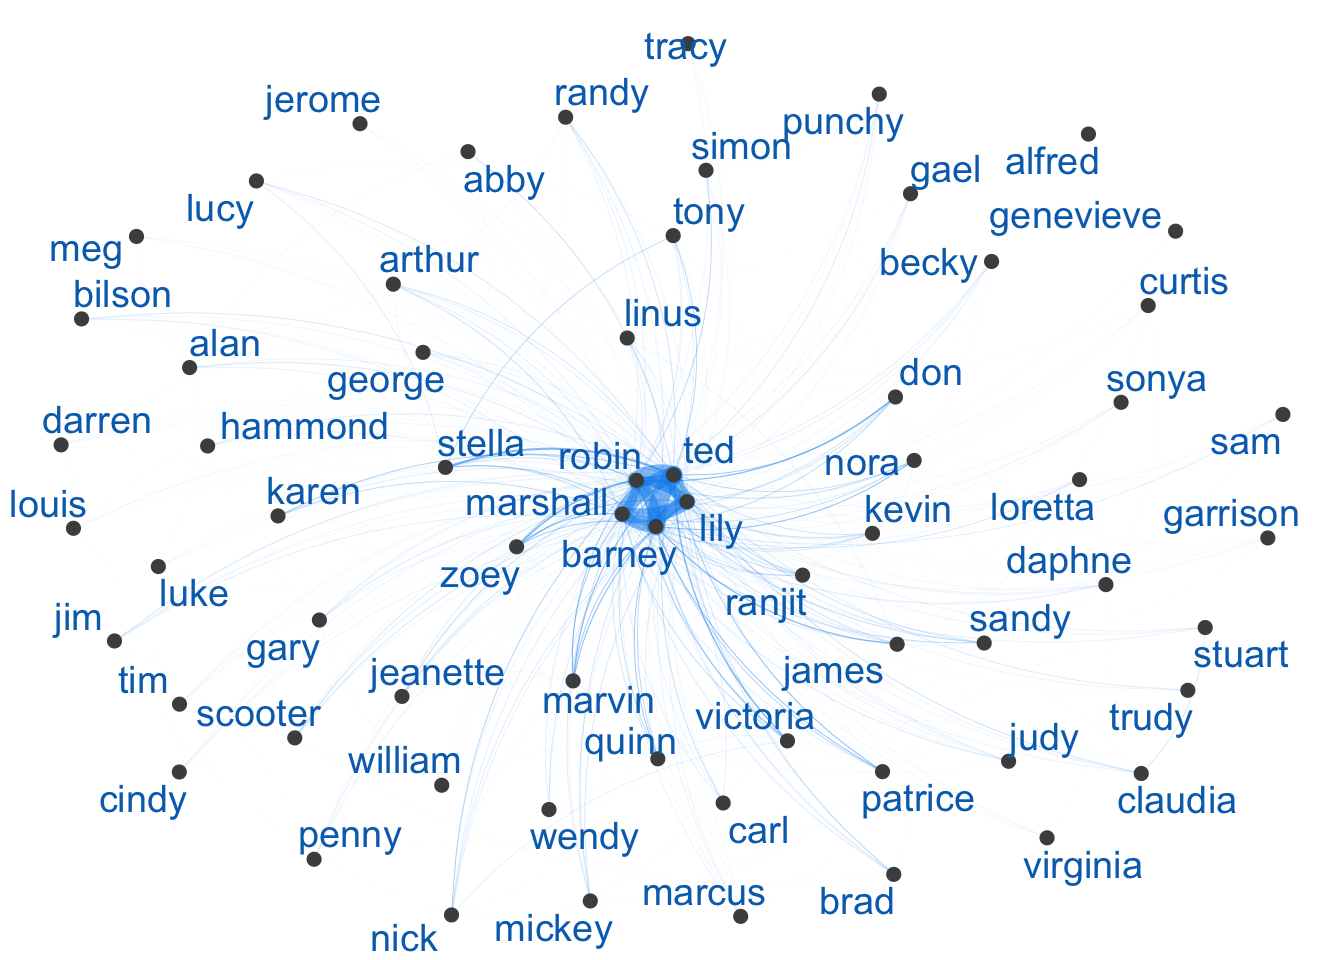 tracy
jerome
randy
punchy
simon
alfred
abby
gael
lucy
tony
genevieve
meg
arthur
becky
bilson
curtis
linus
alan
george
don
sonya
darren
hammond
stella
robin
ted
sam
nora
louis
karen
marshall
kevin
loretta
garrison
lily
barney
daphne
zoey
luke
ranjit
jim
gary
sandy
stuart
tim
jeanette
james
scooter
marvin
victoria
trudy
quinn
judy
william
cindy
patrice
claudia
penny
wendy
carl
virginia
marcus
brad
nick
mickey